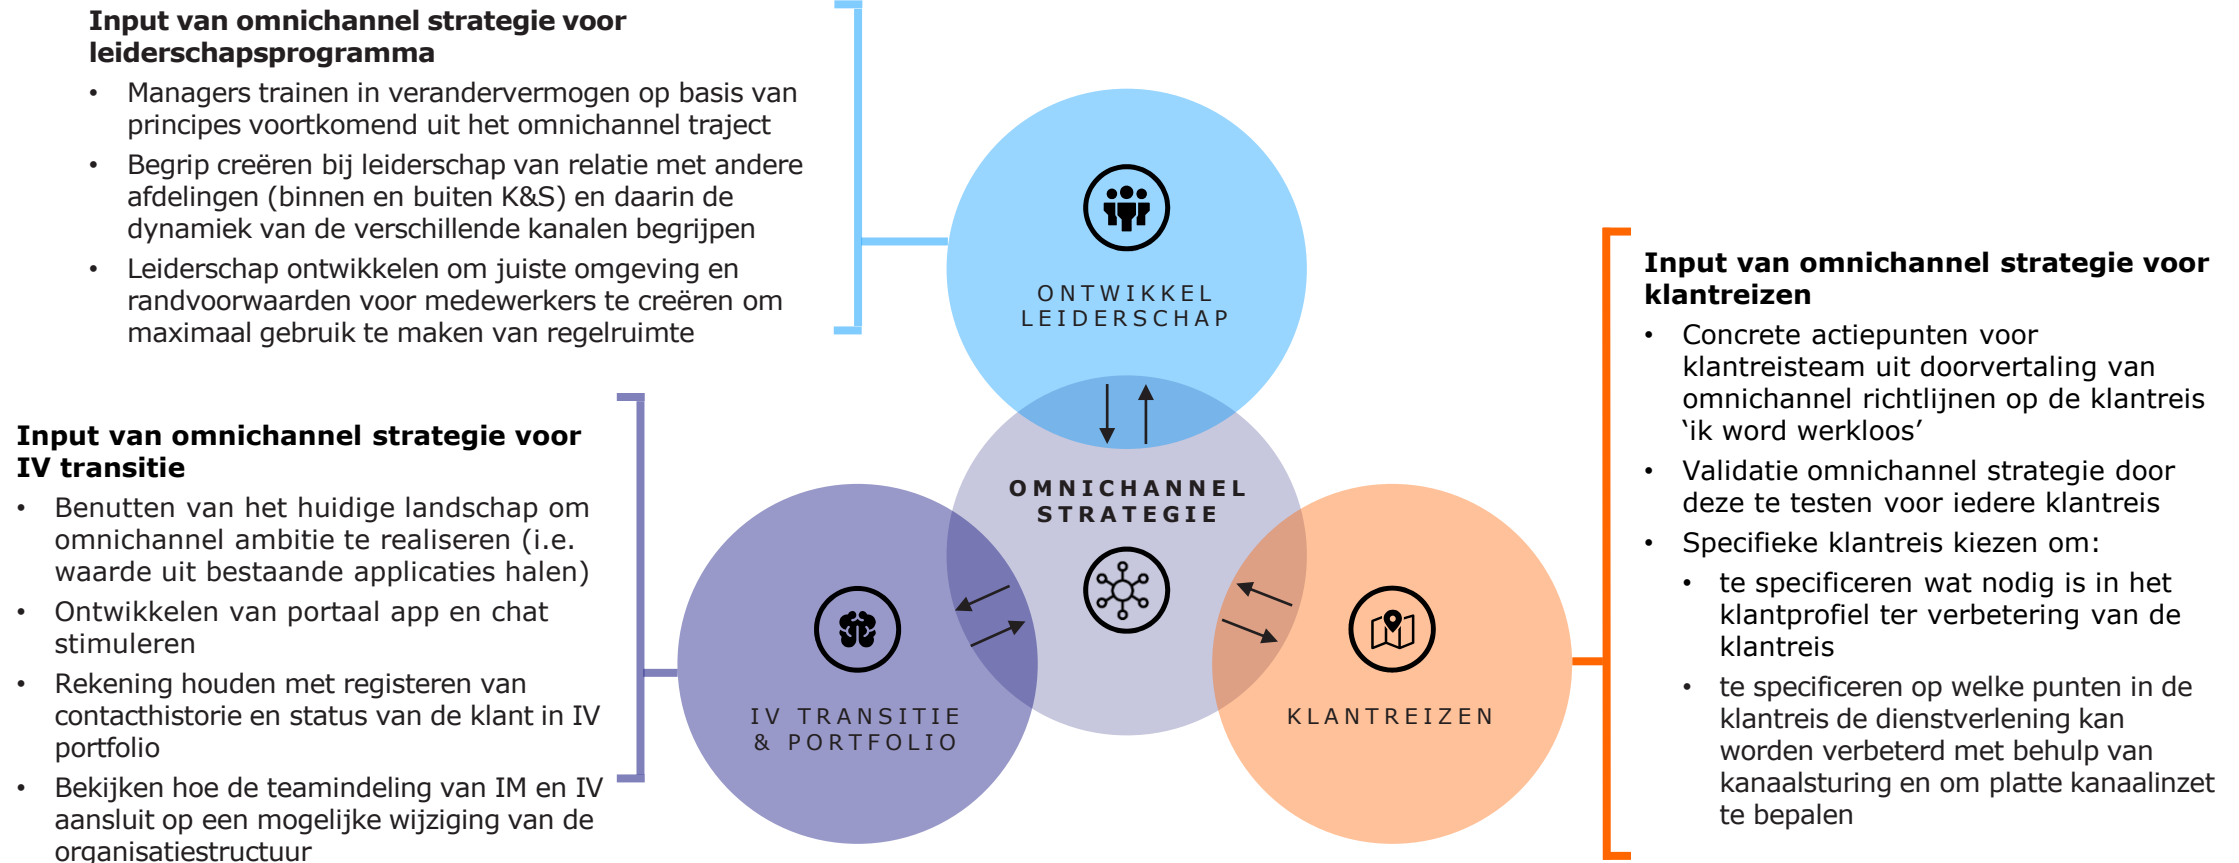 Input van omnichannel strategie voor
leiderschapsprogramma
• Managers trainen in verandervermogen op basis van
principes voortkomend uit het omnichannel traject
• Begrip creëren bij leiderschap van relatie met andere
afdelingen (binnen en buiten K&S) en daarin de
dynamiek van de verschillende kanalen begrijpen
• Leiderschap ontwikkelen om juiste omgeving en
randvoorwaarden voor medewerkers te creëren om
maximaal gebruik te maken van regelruimte
Input van omnichannel strategie voor
IV transitie
• Benutten van het huidige landschap om
omnichannel ambitie te realiseren (i.e.
waarde uit bestaande applicaties halen)
• Ontwikkelen van portaal app en chat
stimuleren
• Rekening houden met registeren van
contacthistorie en status van de klant in IV
portfolio
• Bekijken hoe de teamindeling van IM en IV
aansluit op een mogelijke wijziging van de
organisatiestructuur
ONTWIKKEL
LEIDERSCHAP
OMNICHANNEL
STRATEGIE
IV TRANSITIE
& PORTFOLIO
KLANTREIZEN
Input van omnichannel strategie voor
klantreizen
• Concrete actiepunten voor
klantreisteam uit doorvertaling van
omnichannel richtlijnen op de klantreis
‘ik word werkloos’
• Validatie omnichannel strategie door
deze te testen voor iedere klantreis
• Specifieke klantreis kiezen om:
• te specificeren wat nodig is in het
klantprofiel ter verbetering van de
klantreis
• te specificeren op welke punten in de
klantreis de dienstverlening kan
worden verbeterd met behulp van
kanaalsturing en om platte kanaalinzet
te bepalen